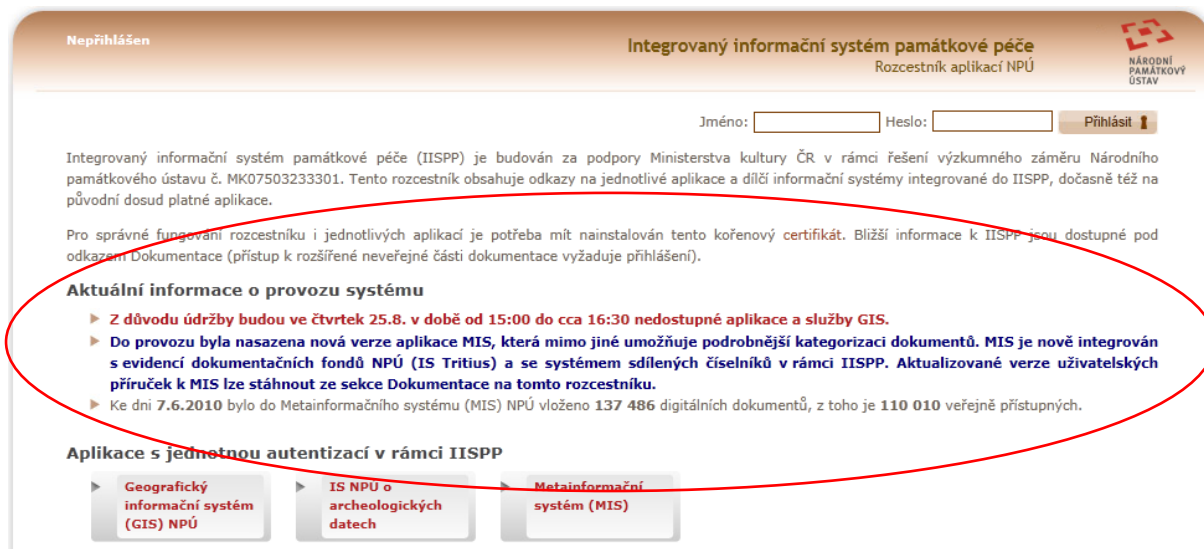 Nepřihlášen
Integrovaný informační systém památkové péče
Rozcestník aplikací NPÚ
NÁRODNÍ
PAMÁTKOVÝ
ÚSTAV
Jméno: Heslo: Přihlásit
Integrovaný informační systém památkové péče (IISPP) je budován za podpory Ministerstva kultury ČR v rámci řešení výzkumného záměru Národního
památkového ústavu č. MK07503233301. Tento rozcestník obsahuje odkazy na jednotlivé aplikace a dílčí informační systémy integrované do IISPP, dočasně též na
původní dosud platné aplikace.
Pro správné fungování rozcestníku i jednotlivých aplikací je potřeba mít nainstalován tento kořenový certifikát. Bližší informace k IISPP jsou dostupné pod
odkazem Dokumentace (přístup k rozšířené neveřejné části dokumentace vyžaduje přihlášení).
Aktuální informace o provozu systému
Z důvodu údržby budou ve čtvrtek 25.8. v době od 15:00 do cca 16:30 nedostupné aplikace a služby GIS.
Do provozu byla nasazena nová verze aplikace MIS, která mimo jiné umožňuje podrobnější kategorizaci dokumentů. MIS je nově integrován
s evidencí dokumentačních fondů NPÚ (IS Tritius) a se systémem sdílených číselníků v rámci IISPP. Aktualizované verze uživatelských
příruček k MIS lze stáhnout ze sekce Dokumentace na tomto rozcestníku.
Ke dni 7.6.2010 bylo do Metainformačního systému (MIS) NPÚ vloženo 137 486 digitálních dokumentů, z toho je 110 010 veřejně přístupných.
Aplikace s jednotnou autentizací v rámci IISPP
Geografický
informační systém
(GIS) NPÚ
IS NPÚ o
archeologických
datech
Metainformační
systém (MIS)